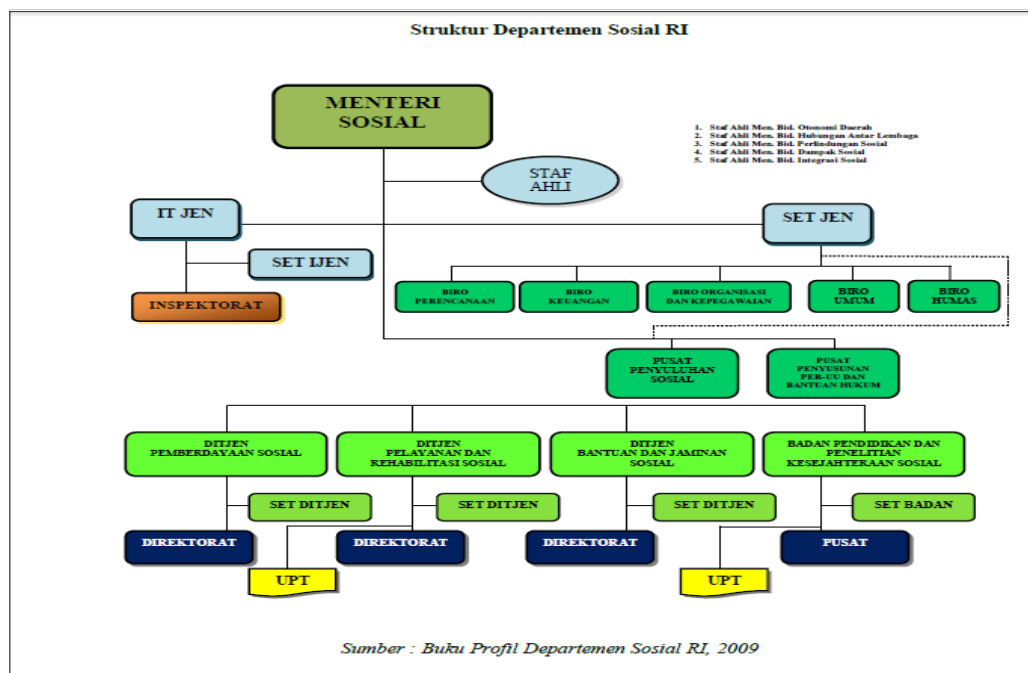 Struktur Departemen Sosial RI
MENTERI
SOSIAL
1. Staf Ahli Men. Bid. Otonomi Daerah
2. Staf Ahli Men. Bid. Hubungan Antar Lembaga
3. Staf Ahli Men. Bid. Perlindungan Sosial
4. Staf Ahli Men. Bid. Dampak Sosial
5. Staf Ahli Men. Bid. Integrasi Sosial
STAF
AHLI
IT JEN
SET JEN
SET IJEN
INSPEKTORAT
BIRO
PERENCANAAN
BIRO
KEUANGAN
BIRO ORGANISASI
DAN KEPEGAWAIAN
BIRO
UMUM
BIRO
HUMAS
PUSAT
PENYULUHAN
SOSIAL
PUSAT
PENYUSUNAN
PER-UU DAN
BANTUAN HUKUM
DITJEN
PEMBERDAYAAN SOSIAL
DITJEN
PELAYANAN DAN
REHABILITASI SOSIAL
DITJEN
BANTUAN DAN JAMINAN
SOSIAL
BADAN PENDIDIKAN DAN
PENELITIAN
KESEJAHTERAAN SOSIAL
SET DITJEN
SET DITJEN
SET DITJEN
SET BADAN
DIREKTORAT
DIREKTORAT
DIREKTORAT
PUSAT
UPT
UPT
Sumber : Buku Profil Departemen Sosial RI, 2009